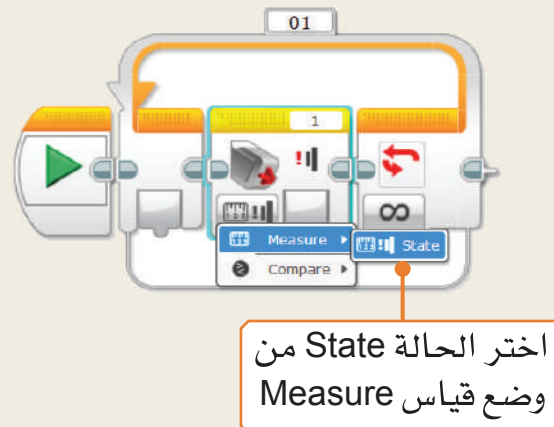 01
1
Measure
State
Compare
اختر الحالة State من
وضع قياس Measure